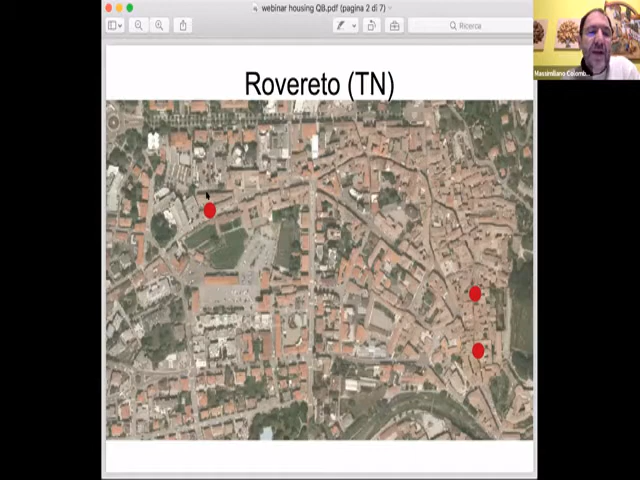 webinar housing QB.pdf (pagina 2 di 7)
Ricerca
Massimiliano Colomb...
Rovereto (TN)